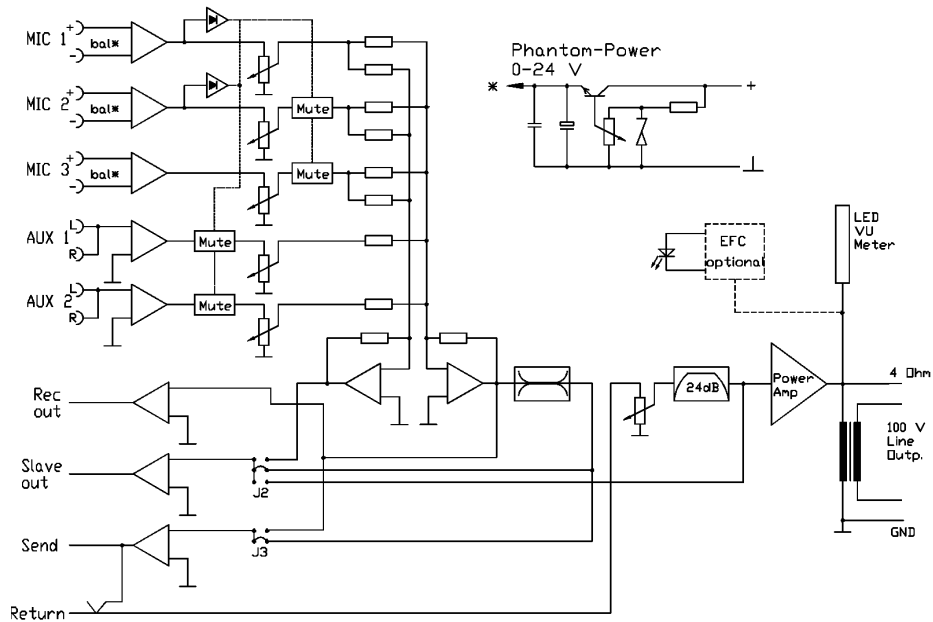 MIC 1
+
-
bal*
MIC 2
+
-
bal*
Mute
MIC 3
+
-
bal*
Mute
AUX 1
L
R
Mute
AUX 2
L
R
Mute
Phantom-Power
0-24 V
*
+
EFC
optional
LED
VU
Meter
Rec
out
24dB
Power
Amp
4 Ohm
100 V
Line
Outp.
GND
Slave
out
J2
Send
J3
Return